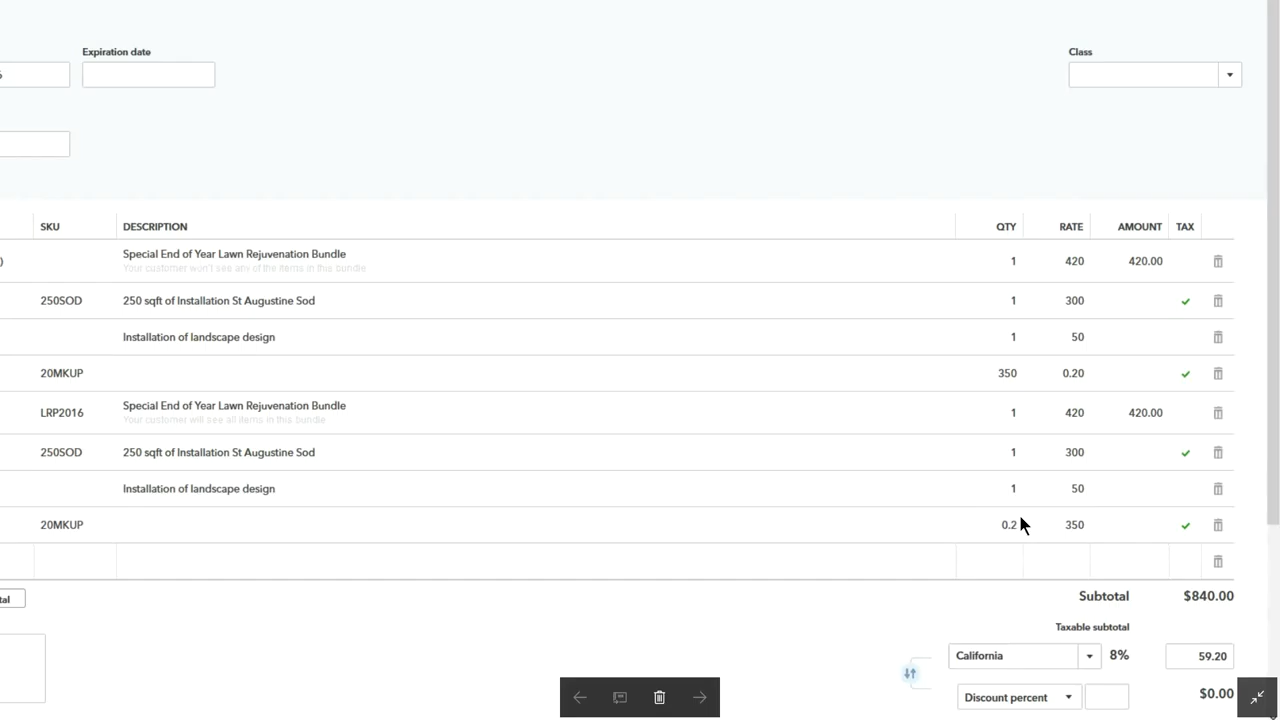 Expiration date
Class
6
SKU DESCRIPTION QTY RATE AMOUNT TAX
) Special End of Year Lawn Rejuvenation Bundle 1 420 420.00
Your customer won't see any of the items in this bundle
250SOD 250 sqft of Installation St Augustine Sod 1 300
Installation of landscape design 1 50
20MKUP 350 0.20
LRP2016 Special End of Year Lawn Rejuvenation Bundle 1 420 420.00
Your customer will see all items in this bundle
250SOD 250 sqft of Installation St Augustine Sod 1 300
Installation of landscape design 1 50
20MKUP 0.2 350
tal Subtotal $840.00
Taxable subtotal
California 8% 59.20
Discount percent $0.00